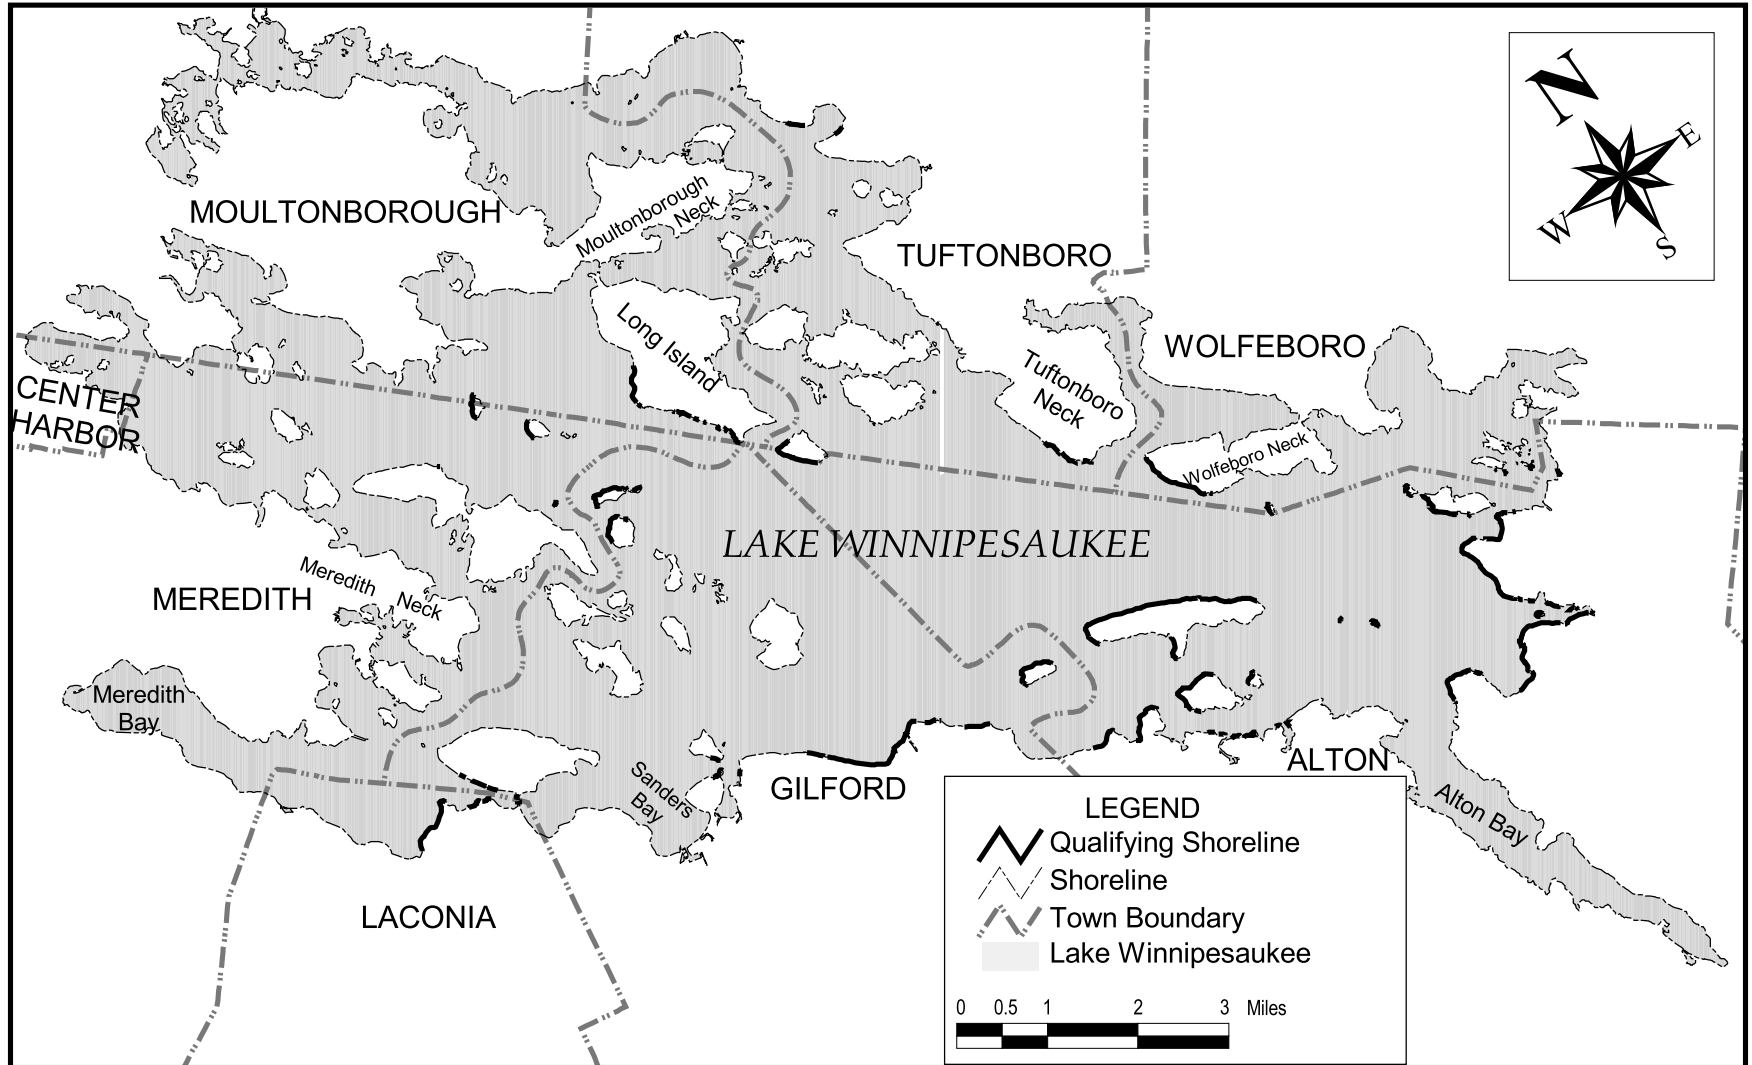 N
E
W
S
MOULTONBOROUGH
Moultonborough
Neck
TUFTONBORO
Long Island
WOLFEBORO
Tuftonboro
Neck
CENTER
HARBOR
Wolfeboro Neck
LAKE WINNIPESAUKEE
MEREDITH
Meredith Neck
Meredith
Bay
Sanders
Bay
GILFORD
ALTON
Alton Bay
LACONIA
LEGEND
Qualifying Shoreline
Shoreline
Town Boundary
Lake Winnipesaukee
0 0.5 1 2 3 Miles